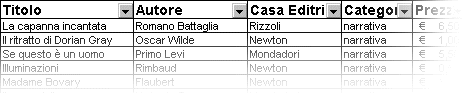 Titolo Autore Casa Editri Categor Prezz
La capanna incantata Romano Battaglia Rizzoli narrativa €
Il ritratto di Dorian Gray Oscar Wilde Newton narrativa €
Se questo è un uomo Primo Levi Mondadori narrativa €
Illuminazioni Rimbaud Newton narrativa €
Madame Bovary Flaubert Newton narrativa